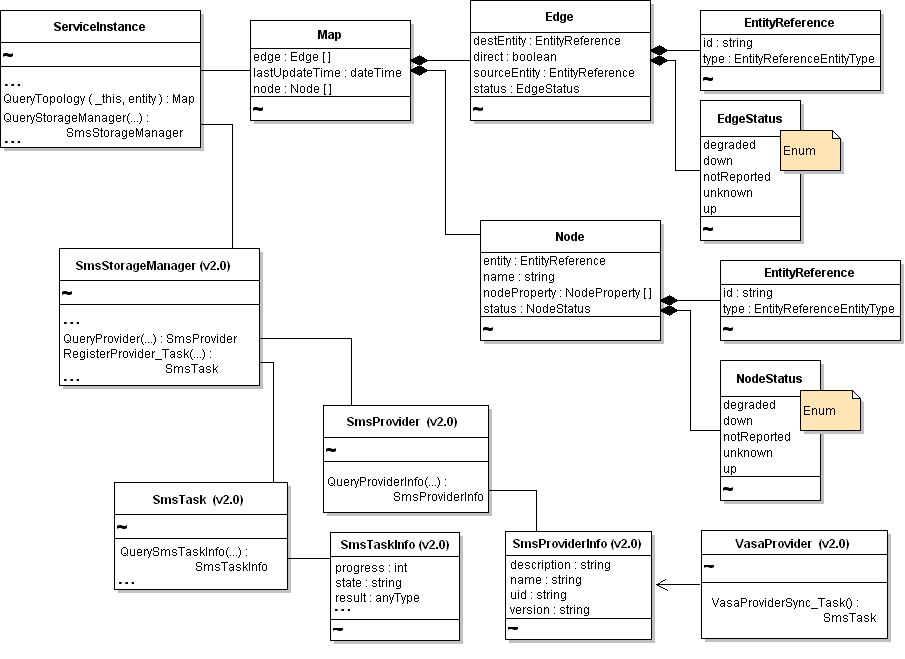 ServiceInstance
~
...
QueryTopology ( _this, entity ) : Map
QueryStorageManager(...) :
SmsStorageManager
...
Map
edge : Edge [ ]
lastUpdateTime : dateTime
node : Node [ ]
~
Edge
destEntity : EntityReference
direct : boolean
sourceEntity : EntityReference
status : EdgeStatus
~
EntityReference
id : string
type : EntityReferenceEntityType
~
EdgeStatus
degraded
down
notReported
unknown
up
~
Enum
Node
entity : EntityReference
name : string
nodeProperty : NodeProperty [ ]
status : NodeStatus
~
EntityReference
id : string
type : EntityReferenceEntityType
~
NodeStatus
degraded
down
notReported
unknown
up
~
Enum
SmsStorageManager (v2.0)
~
...
QueryProvider(...) : SmsProvider
RegisterProvider_Task(...) :
SmsTask
...
SmsProvider (v2.0)
~
QueryProviderInfo(...) :
SmsProviderInfo
SmsTask (v2.0)
~
QuerySmsTaskInfo(...) :
SmsTaskInfo
...
SmsTaskInfo (v2.0)
progress : int
state : string
result : anyType
...
~
SmsProviderInfo (v2.0)
description : string
name : string
uid : string
version : string
~
VasaProvider (v2.0)
~
VasaProviderSync_Task() :
SmsTask